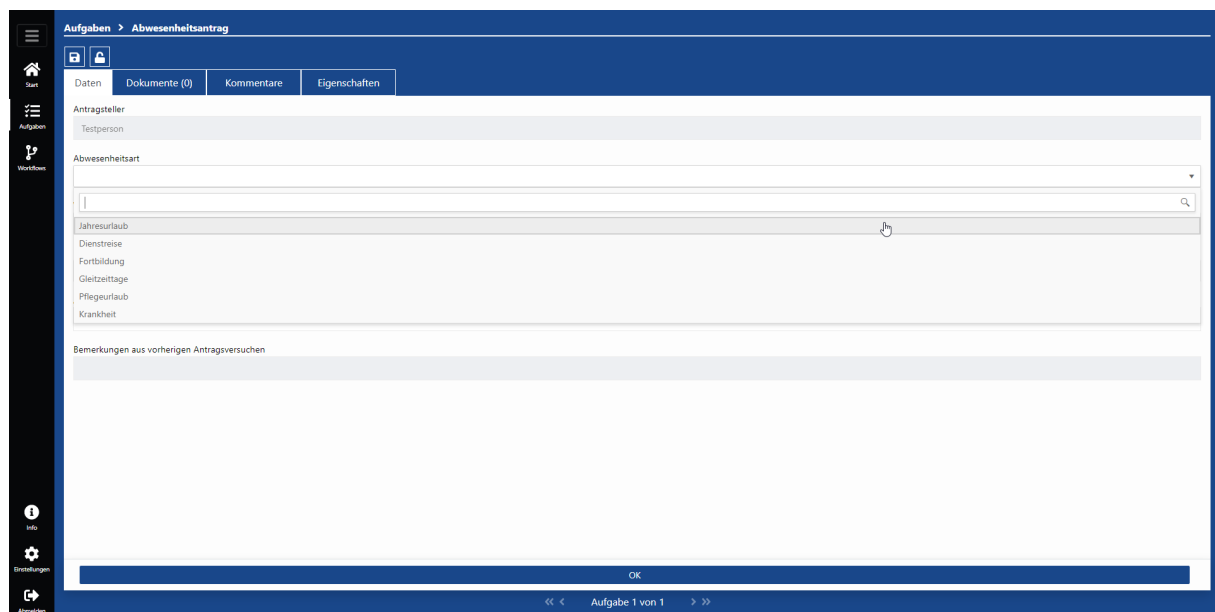 Aufgaben > Abwesenheitsantrag
Start
Aufgaben
Workflows
Daten
Dokumente (0)
Kommentare
Eigenschaften
Antragsteller
Testperson
Abwesenheitsart
Jahresurlaub
Dienstreise
Fortbildung
Gleitzeittage
Pflegeurlaub
Krankheit
Bemerkungen aus vorherigen Antragsversuchen
Info
Einstellungen
Abmelden
OK
Aufgabe 1 von 1